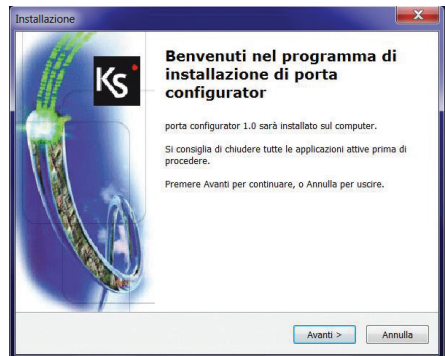 Installazione
KS
Benvenuti nel programma di
installazione di porta
configurator
porta configurator 1.0 sarà installato sul computer.
Si consiglia di chiudere tutte le applicazioni attive prima di
procedere.
Premere Avanti per continuare, o Annulla per uscire.
Avanti >
Annulla